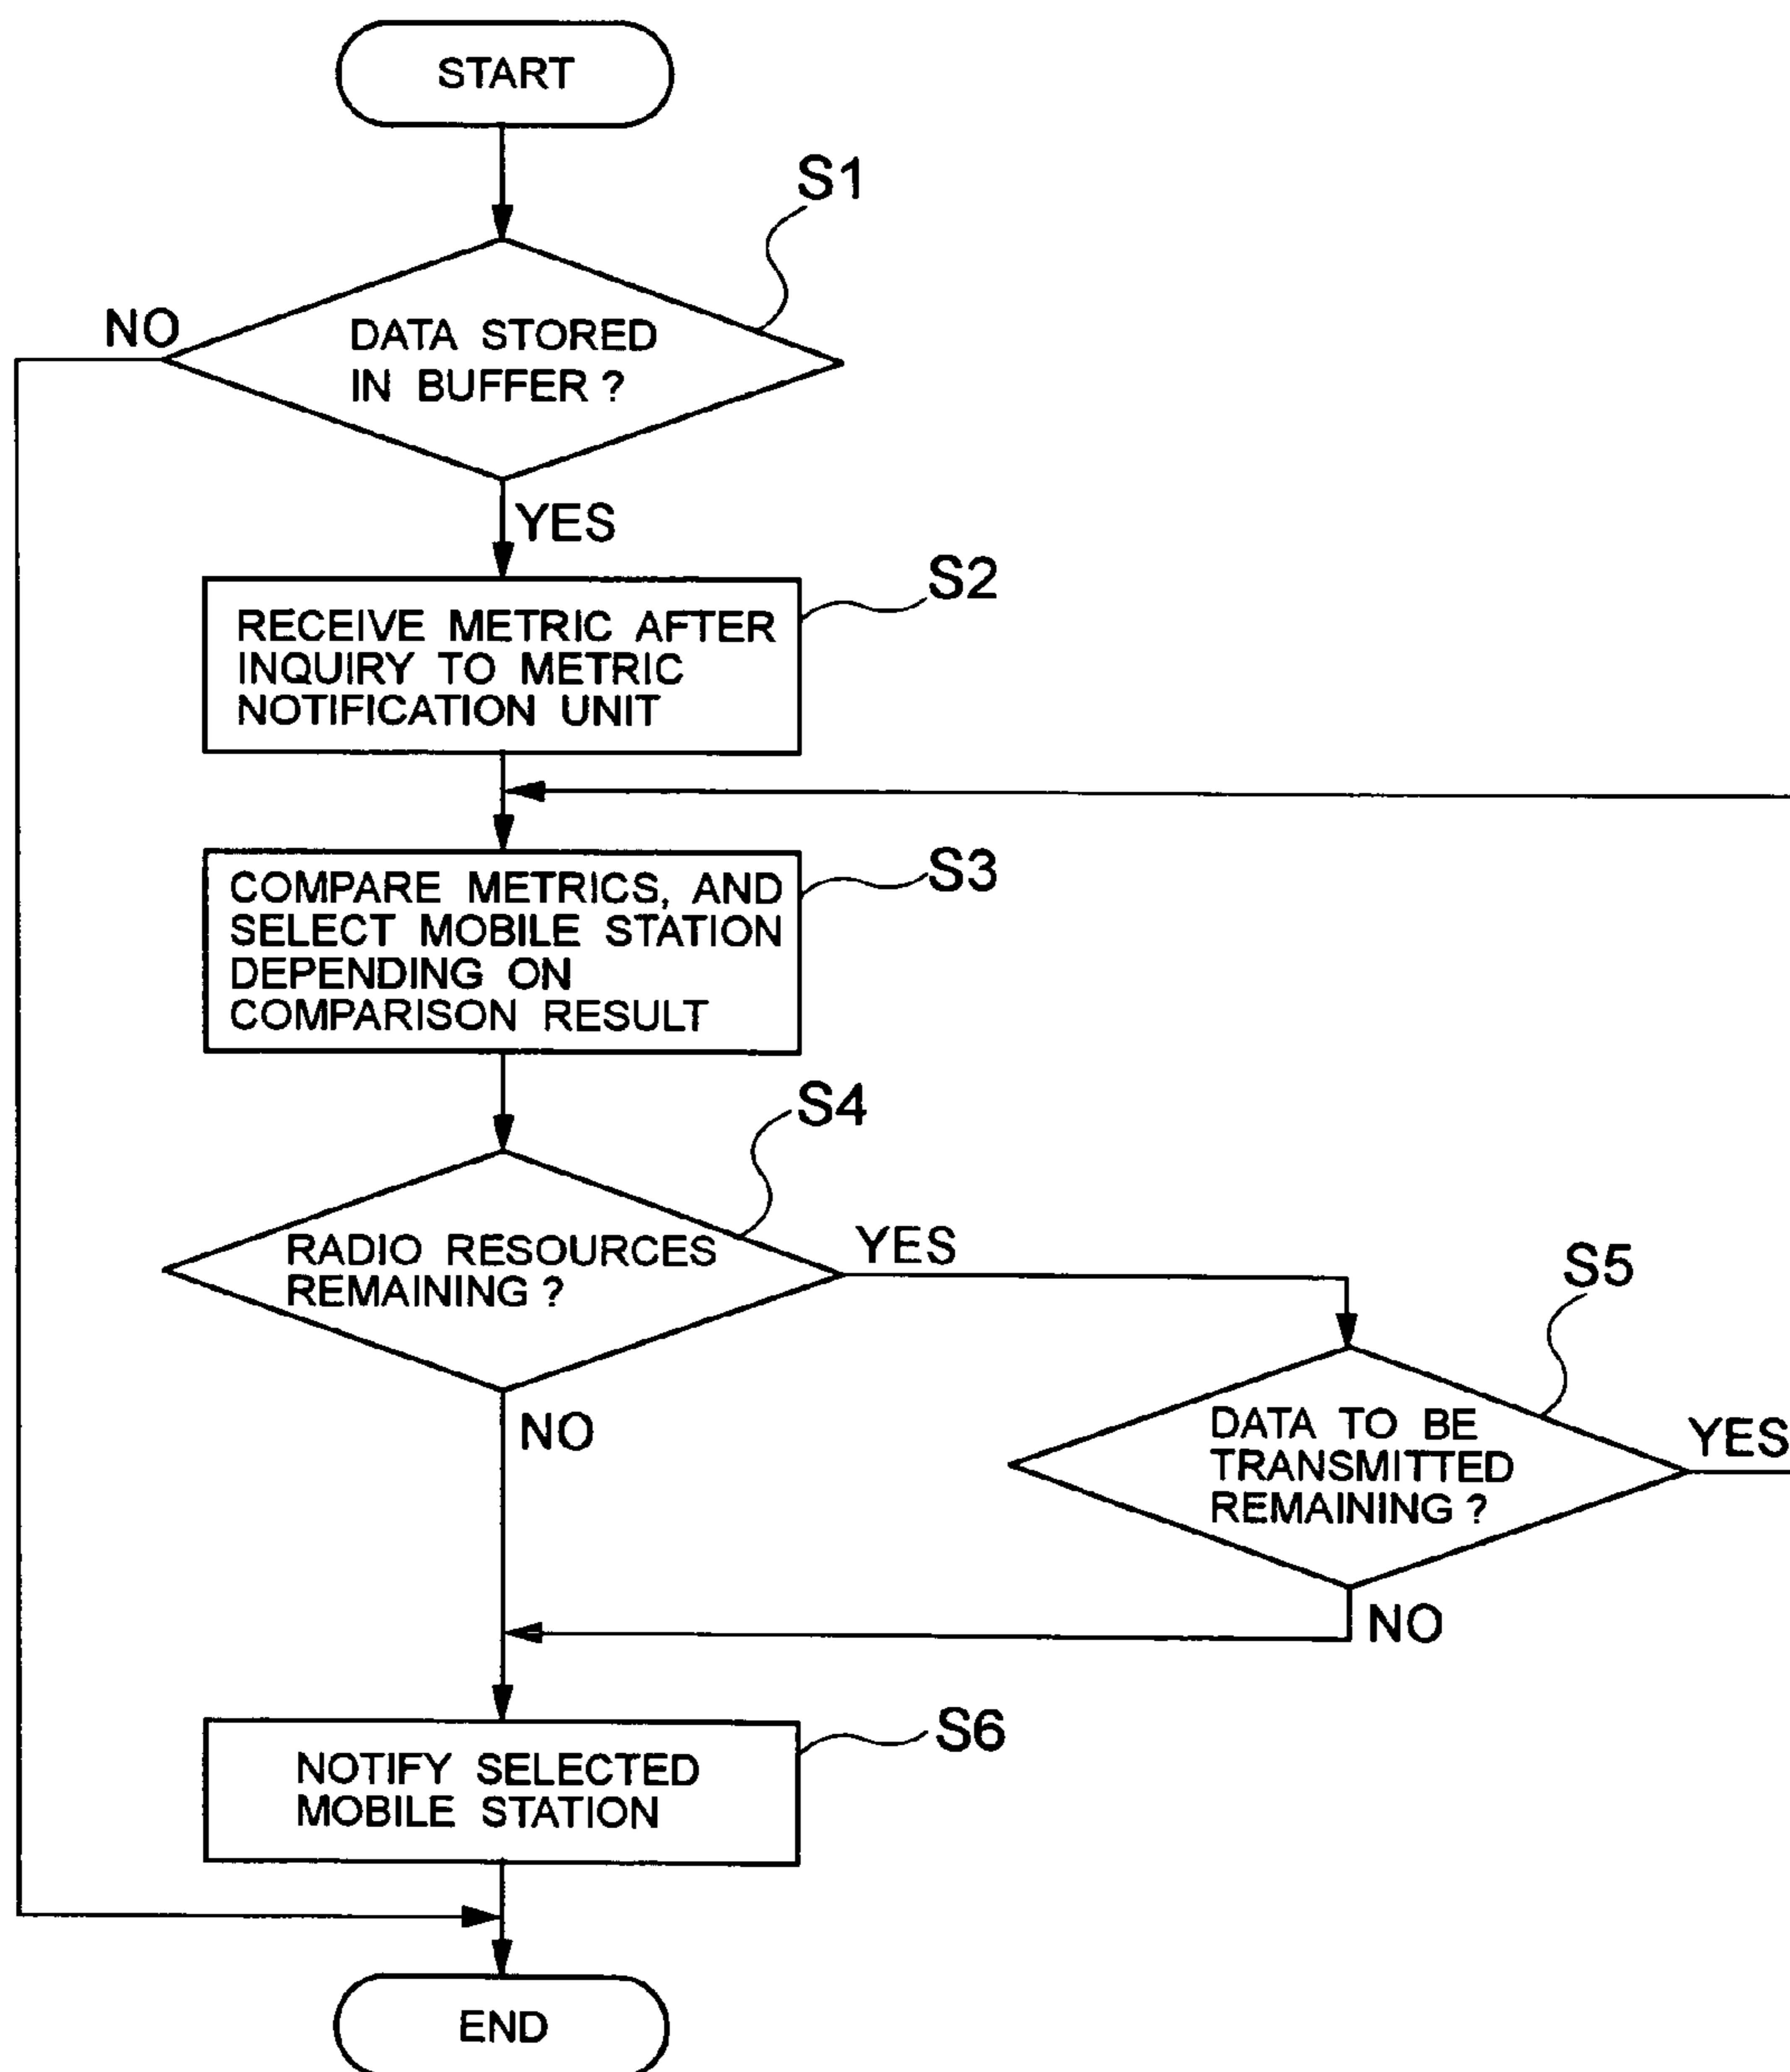 START
S1
NO
DATA STORED
IN BUFFER ?
YES
S2
RECEIVE METRIC AFTER
INQUIRY TO METRIC
NOTIFICATION UNIT
S3
COMPARE METRICS, AND
SELECT MOBILE STATION
DEPENDING ON
COMPARISON RESULT
S4
RADIO RESOURCES
REMAINING ?
YES
S5
NO
DATA TO BE
TRANSMITTED
REMAINING ?
YES
NO
S6
NOTIFY SELECTED
MOBILE STATION
END